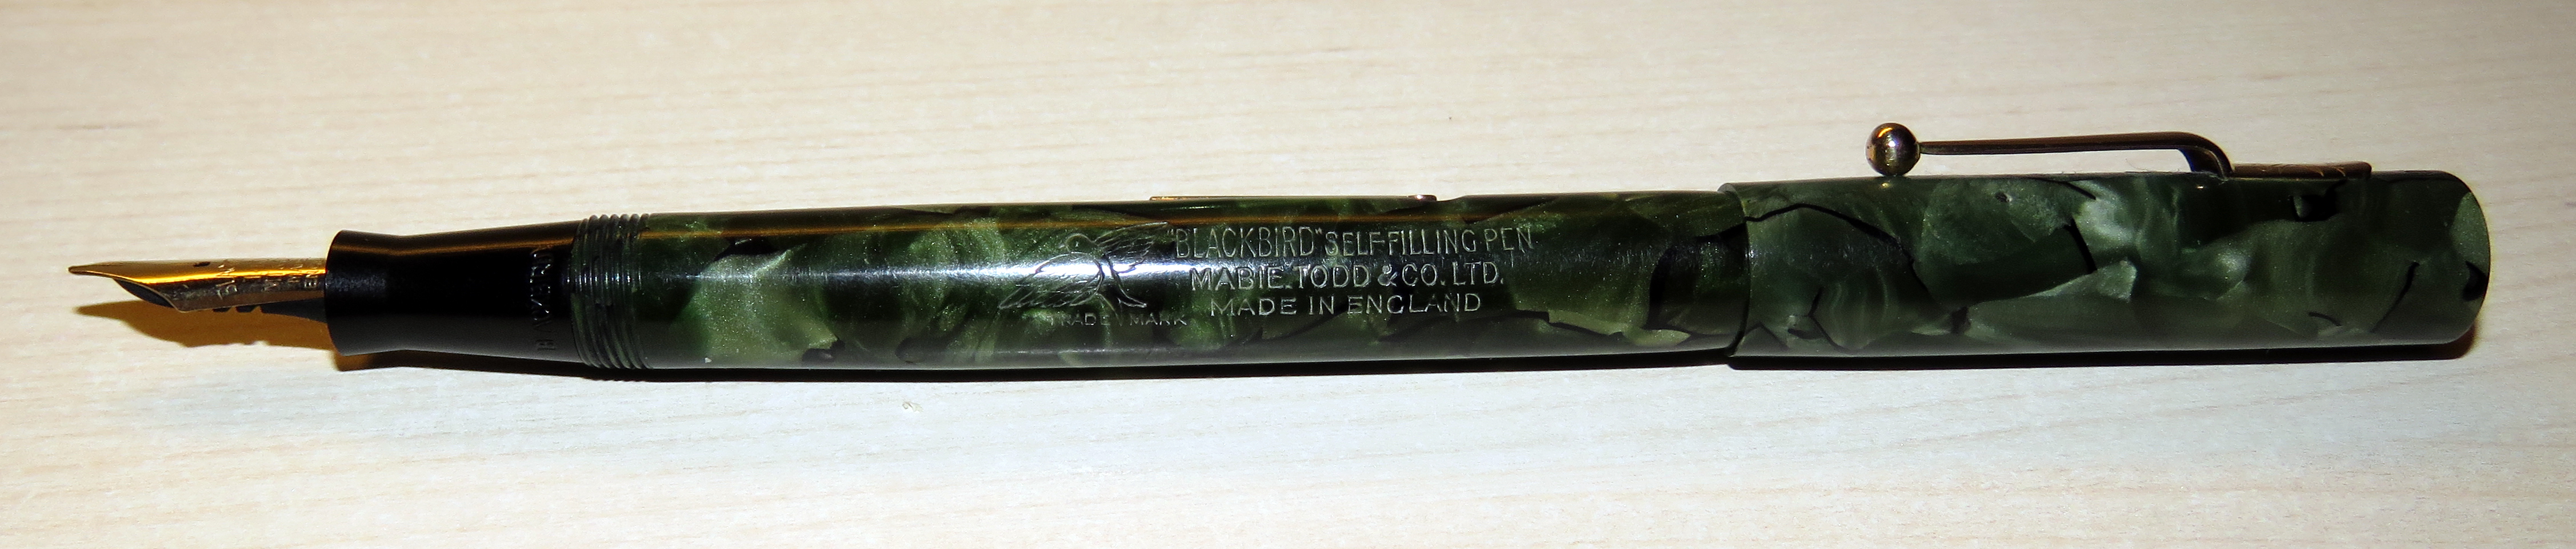 "BLACKBIRD" SELF-FILLING PEN
MABIE. TODD & CO. LTD.
MADE IN ENGLAND
TRADE MARK